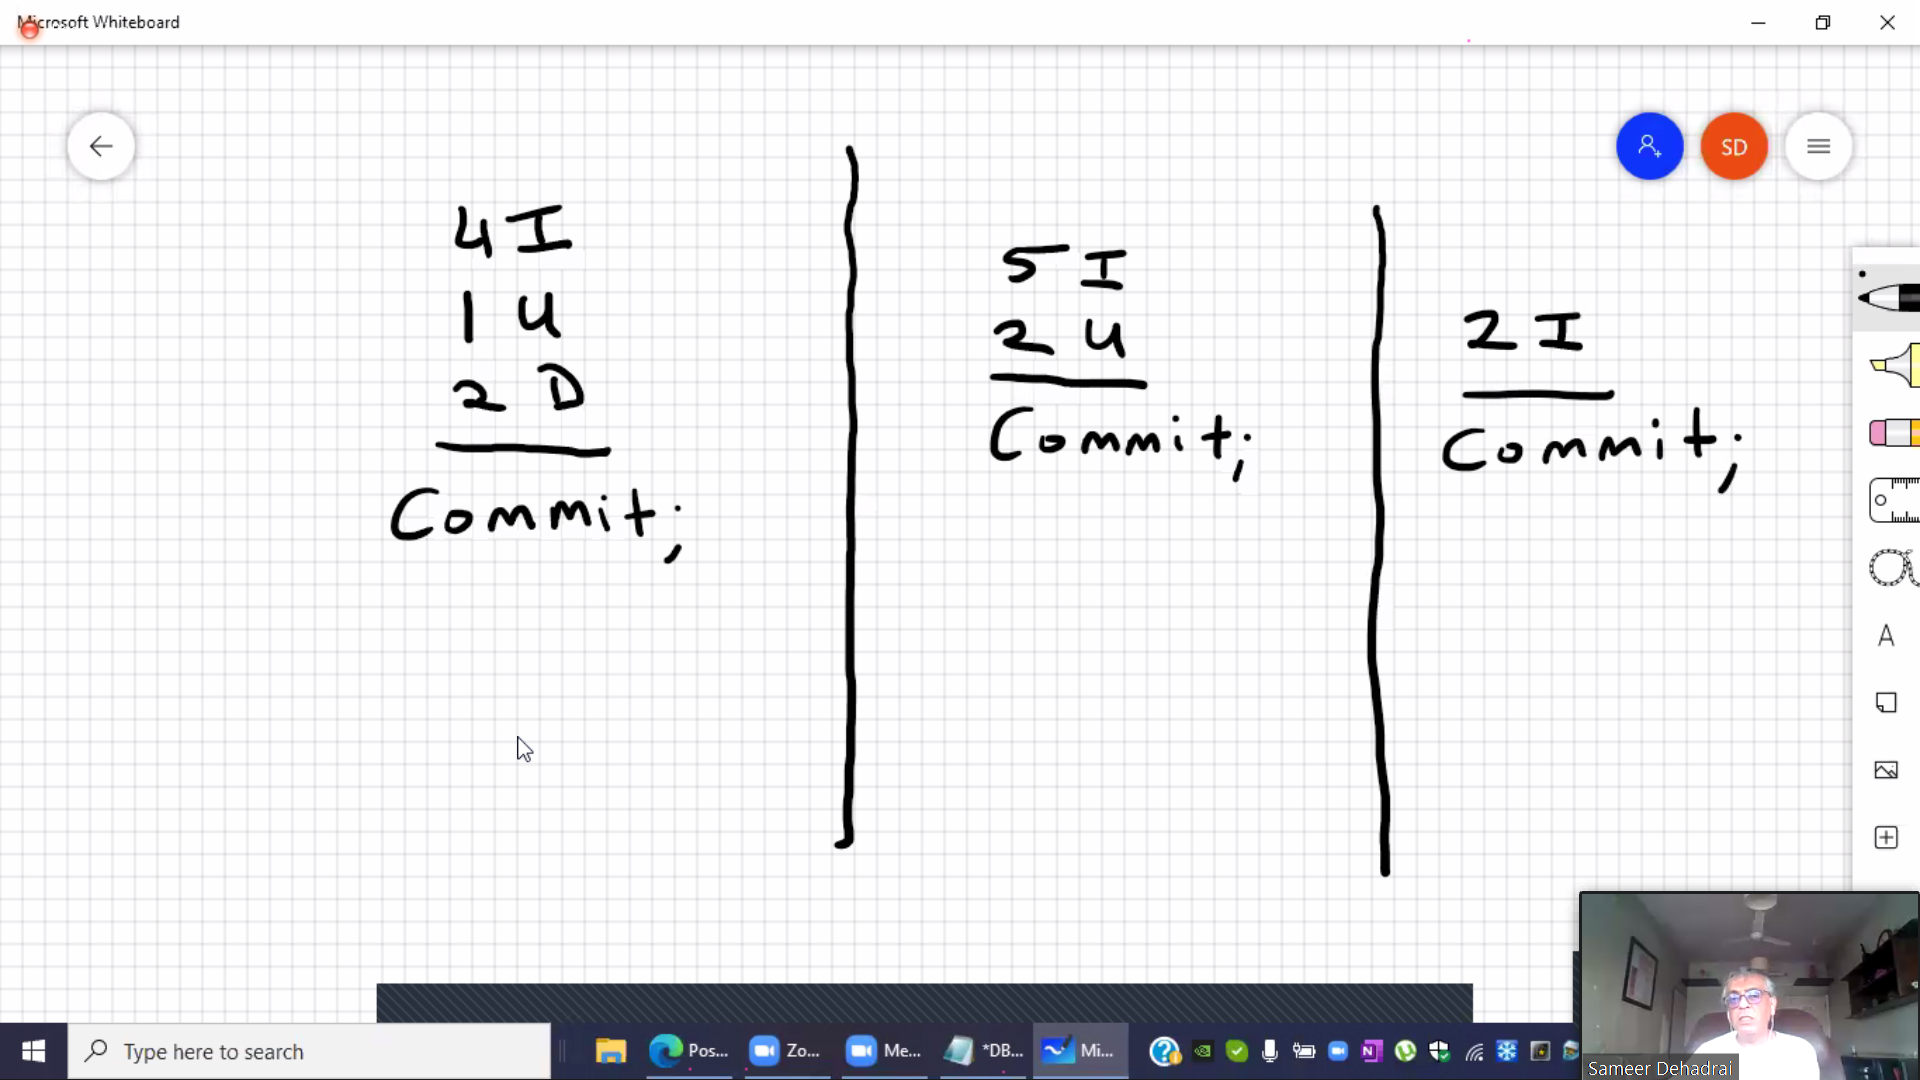 Microsoft Whiteboard
SD
4 I
1 U
2 D
Commit;
5 I
2 U
Commit;
2 I
Commit;
A
Type here to search
Pos...
Zo...
Me...
*DB...
Mi...
Sameer Dehadrai